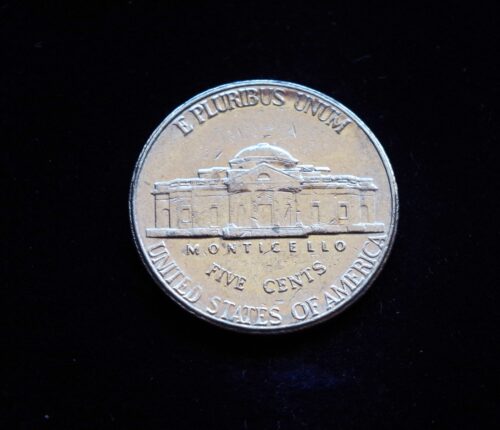 E PLURIBUS UNUM
MONTICELLO
FIVE CENTS
UNITED STATES OF AMERICA